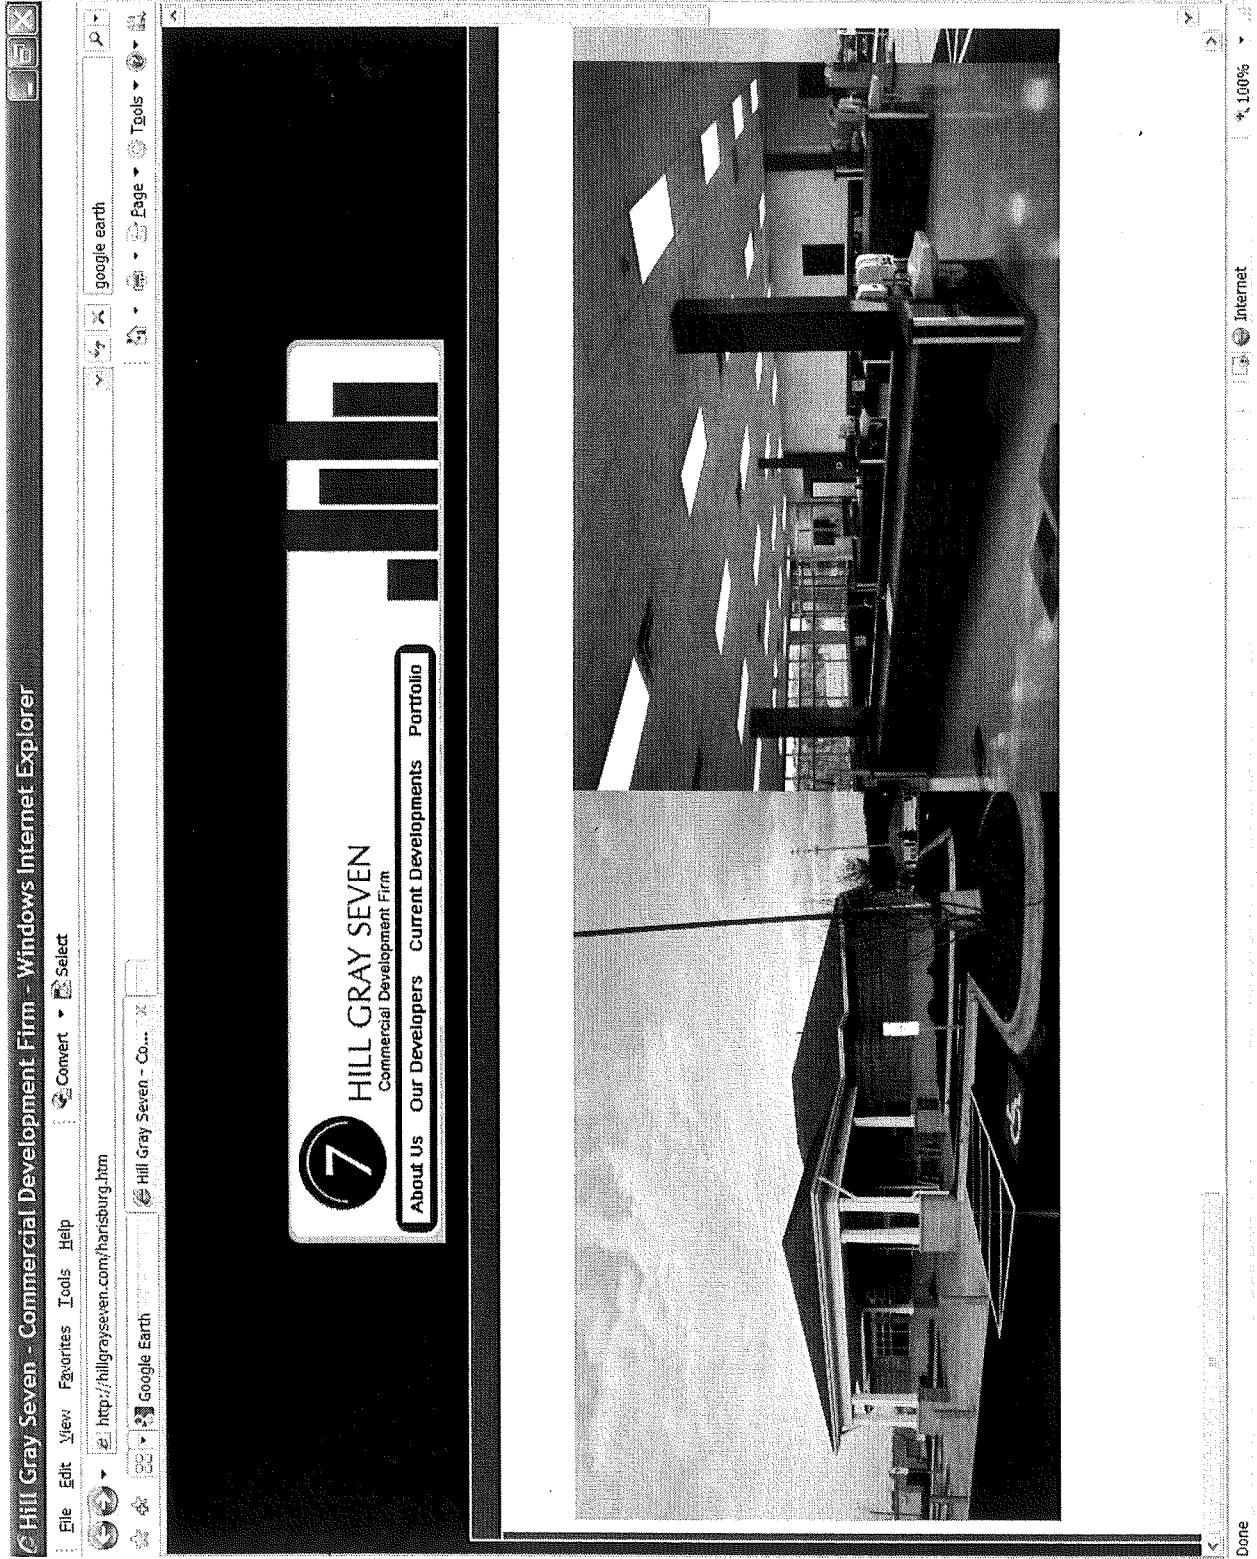 Hill Gray Seven - Commercial Development Firm - Windows Internet Explorer
File Edit View Favorites Tools Help Convert Select
http://hillgrayseven.com/harisburg.htm google earth
Google Earth Hill Gray Seven - Co... Page Tools
7
HILL GRAY SEVEN
Commercial Development Firm
About Us Our Developers Current Developments Portfolio
Done Internet 100%